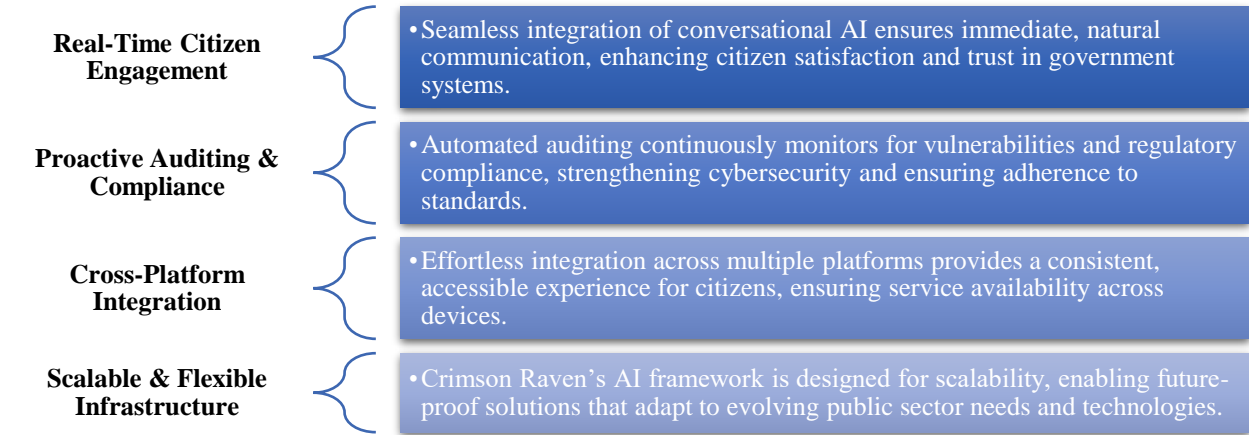 Real-Time Citizen
Engagement
•Seamless integration of conversational AI ensures immediate, natural
communication, enhancing citizen satisfaction and trust in government
systems.
Proactive Auditing &
Compliance
•Automated auditing continuously monitors for vulnerabilities and regulatory
compliance, strengthening cybersecurity and ensuring adherence to
standards.
Cross-Platform
Integration
•Effortless integration across multiple platforms provides a consistent,
accessible experience for citizens, ensuring service availability across
devices.
Scalable & Flexible
Infrastructure
•Crimson Raven’s AI framework is designed for scalability, enabling future-
proof solutions that adapt to evolving public sector needs and technologies.